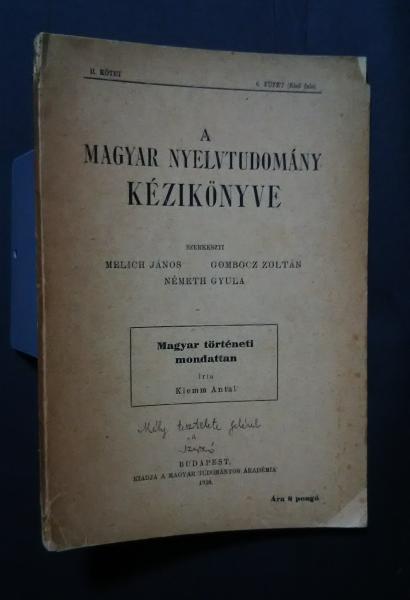 II. KÖTET
6. FÜZET (Első fele)
A
MAGYAR NYELVTUDOMÁNY
KÉZIKÖNYVE
SZERKESZTI
MELICH JÁNOS GOMBOCZ ZOLTÁN
NÉMETH GYULA
Magyar történeti
mondattan
Írta
Klemm Antal
Mély tisztelete jeléül
a
szerző
BUDAPEST,
KIADJA A MAGYAR TUDOMÁNYOS AKADÉMIA
1928.
Ára 8 pengő